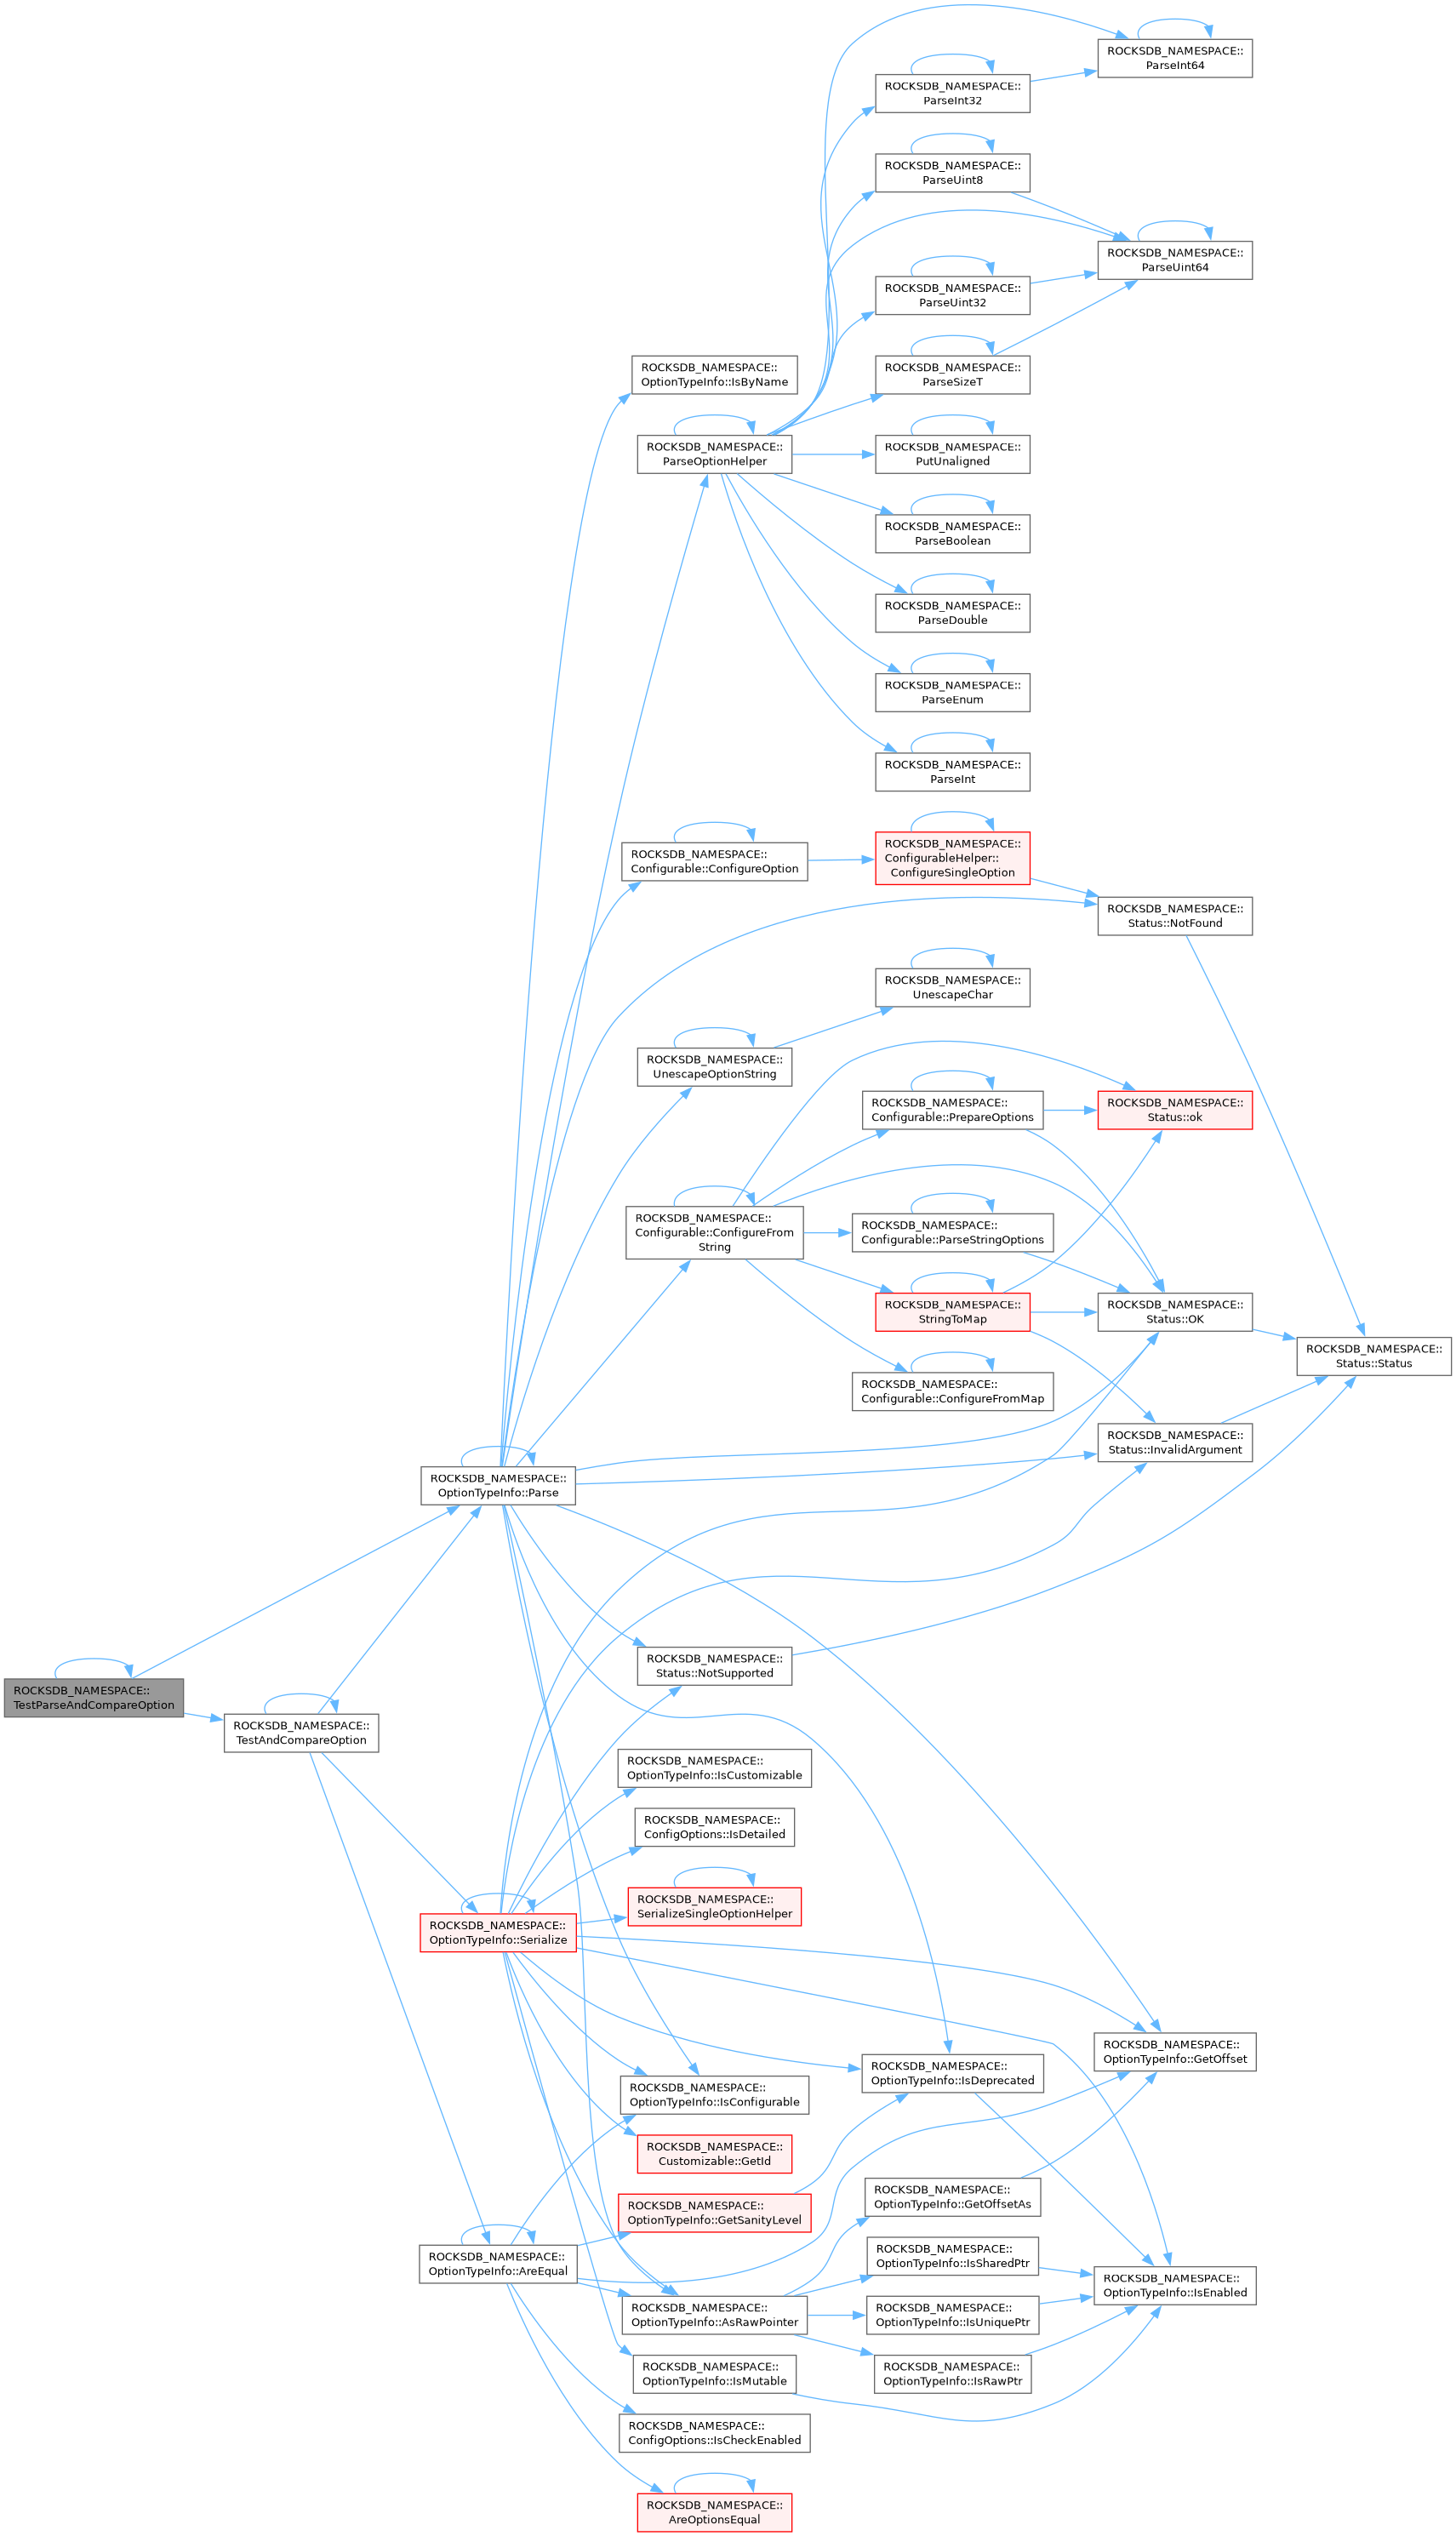 ROCKSDB_NAMESPACE::
ParseInt64
ROCKSDB_NAMESPACE::
ParseInt32
ROCKSDB_NAMESPACE::
ParseUint8
ROCKSDB_NAMESPACE::
ParseUint64
ROCKSDB_NAMESPACE::
ParseUint32
ROCKSDB_NAMESPACE::
OptionTypeInfo::IsByName
ROCKSDB_NAMESPACE::
ParseSizeT
ROCKSDB_NAMESPACE::
ParseOptionHelper
ROCKSDB_NAMESPACE::
PutUnaligned
ROCKSDB_NAMESPACE::
ParseBoolean
ROCKSDB_NAMESPACE::
ParseDouble
ROCKSDB_NAMESPACE::
ParseEnum
ROCKSDB_NAMESPACE::
ParseInt
ROCKSDB_NAMESPACE::
Configurable::ConfigureOption
ROCKSDB_NAMESPACE::
ConfigurableHelper::
ConfigureSingleOption
ROCKSDB_NAMESPACE::
Status::NotFound
ROCKSDB_NAMESPACE::
UnescapeChar
ROCKSDB_NAMESPACE::
UnescapeOptionString
ROCKSDB_NAMESPACE::
Configurable::PrepareOptions
ROCKSDB_NAMESPACE::
Status::ok
ROCKSDB_NAMESPACE::
Configurable::ConfigureFrom
String
ROCKSDB_NAMESPACE::
Configurable::ParseStringOptions
ROCKSDB_NAMESPACE::
StringToMap
ROCKSDB_NAMESPACE::
Status::OK
ROCKSDB_NAMESPACE::
Status::Status
ROCKSDB_NAMESPACE::
Configurable::ConfigureFromMap
ROCKSDB_NAMESPACE::
Status::InvalidArgument
ROCKSDB_NAMESPACE::
OptionTypeInfo::Parse
ROCKSDB_NAMESPACE::
Status::NotSupported
ROCKSDB_NAMESPACE::
TestParseAndCompareOption
ROCKSDB_NAMESPACE::
TestAndCompareOption
ROCKSDB_NAMESPACE::
OptionTypeInfo::IsCustomizable
ROCKSDB_NAMESPACE::
ConfigOptions::IsDetailed
ROCKSDB_NAMESPACE::
SerializeSingleOptionHelper
ROCKSDB_NAMESPACE::
OptionTypeInfo::Serialize
ROCKSDB_NAMESPACE::
OptionTypeInfo::GetOffset
ROCKSDB_NAMESPACE::
OptionTypeInfo::IsDeprecated
ROCKSDB_NAMESPACE::
OptionTypeInfo::IsConfigurable
ROCKSDB_NAMESPACE::
Customizable::GetId
ROCKSDB_NAMESPACE::
OptionTypeInfo::GetOffsetAs
ROCKSDB_NAMESPACE::
OptionTypeInfo::GetSanityLevel
ROCKSDB_NAMESPACE::
OptionTypeInfo::AreEqual
ROCKSDB_NAMESPACE::
OptionTypeInfo::IsSharedPtr
ROCKSDB_NAMESPACE::
OptionTypeInfo::IsEnabled
ROCKSDB_NAMESPACE::
OptionTypeInfo::AsRawPointer
ROCKSDB_NAMESPACE::
OptionTypeInfo::IsUniquePtr
ROCKSDB_NAMESPACE::
OptionTypeInfo::IsMutable
ROCKSDB_NAMESPACE::
OptionTypeInfo::IsRawPtr
ROCKSDB_NAMESPACE::
ConfigOptions::IsCheckEnabled
ROCKSDB_NAMESPACE::
AreOptionsEqual